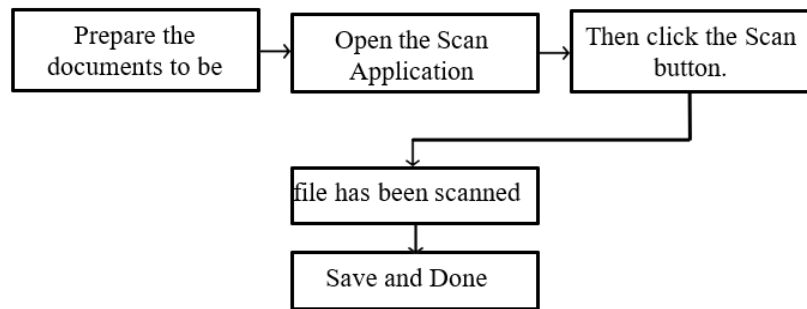 Prepare the
documents to be
Open the Scan
Application
Then click the Scan
button.
file has been scanned
Save and Done